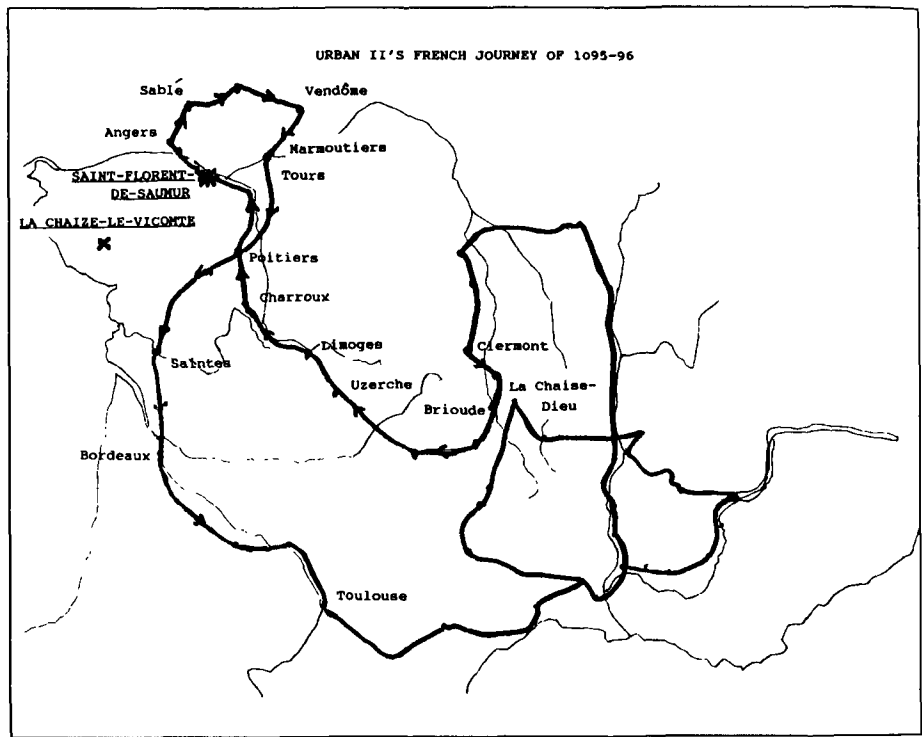 URBAN II'S FRENCH JOURNEY OF 1095-96
Sablé
Vendôme
Angers
Marmoutiers
SAINT-FLORENT-
DE-SAUMUR
Tours
LA CHAIZE-LE-VICOMTE
Poitiers
Charroux
Saintes
Dimoges
Clermont
Uzerche
La Chaise-
Dieu
Brioude
Bordeaux
Toulouse